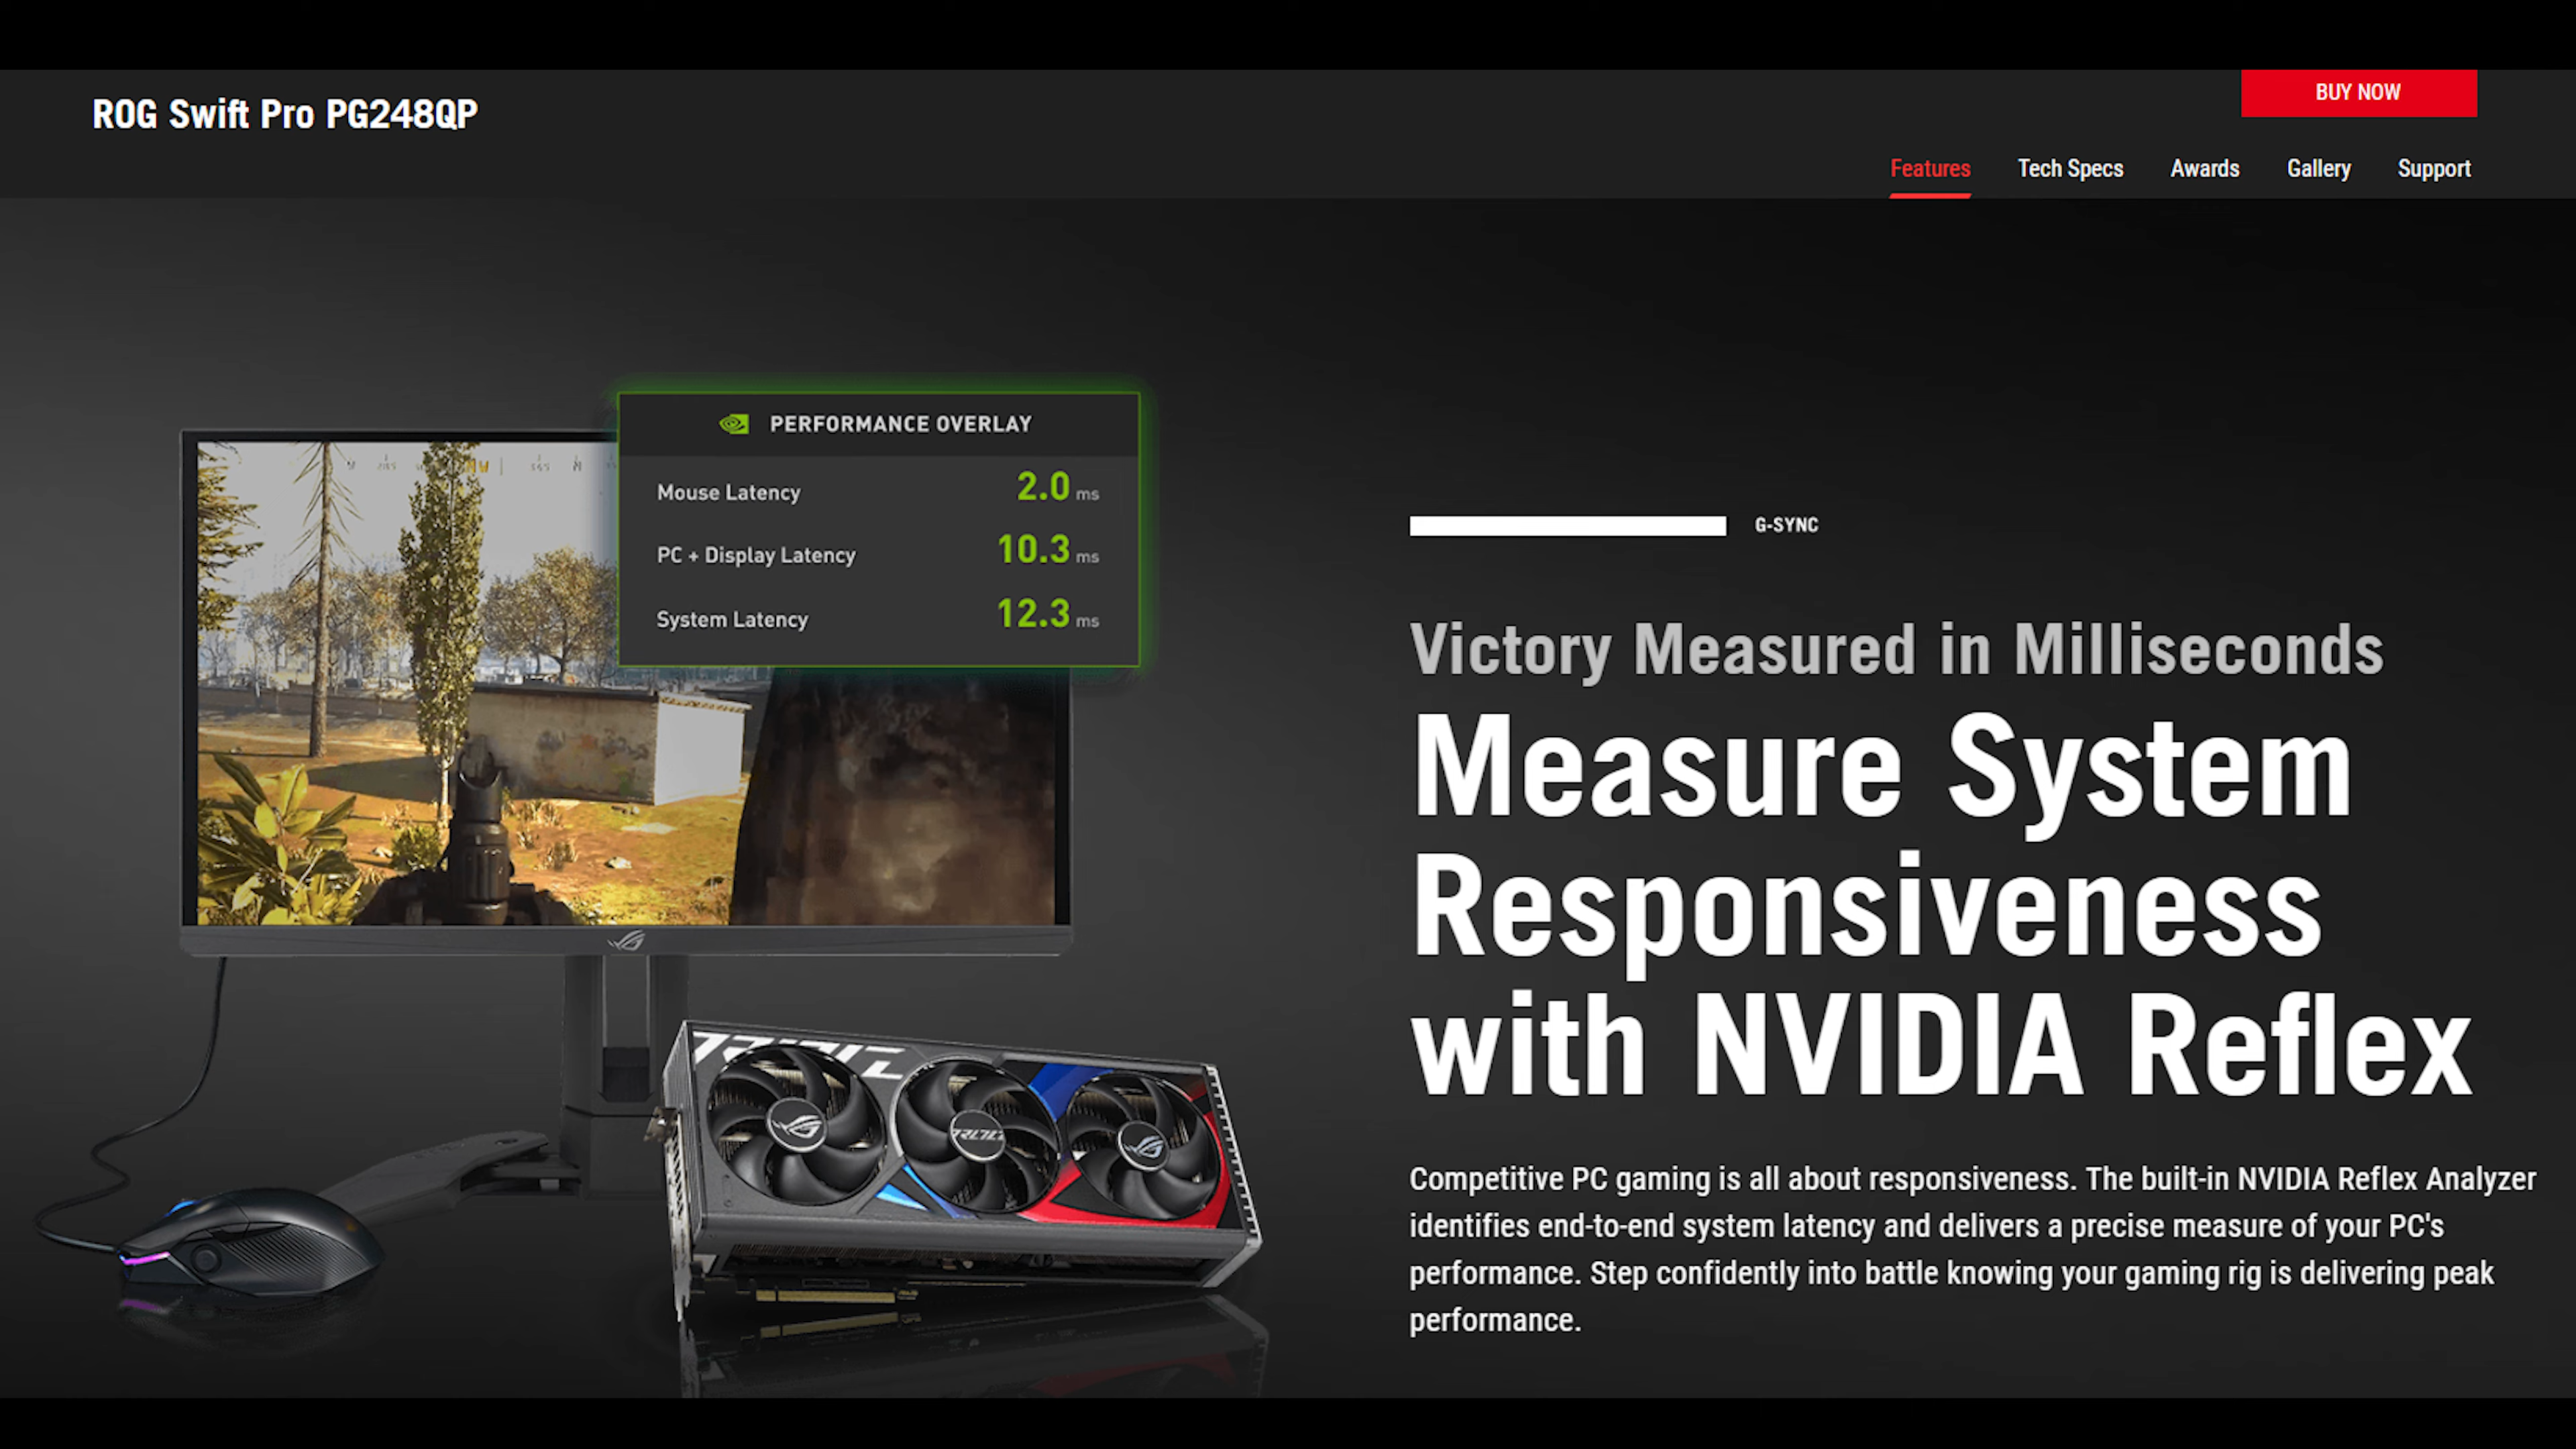 ROG Swift Pro PG248QP
BUY NOW
Features Tech Specs Awards Gallery Support
PERFORMANCE OVERLAY
Mouse Latency 2.0 ms
PC + Display Latency 10.3 ms
System Latency 12.3 ms
G-SYNC
Victory Measured in Milliseconds
Measure System
Responsiveness
with NVIDIA Reflex
Competitive PC gaming is all about responsiveness. The built-in NVIDIA Reflex Analyzer
identifies end-to-end system latency and delivers a precise measure of your PC's
performance. Step confidently into battle knowing your gaming rig is delivering peak
performance.